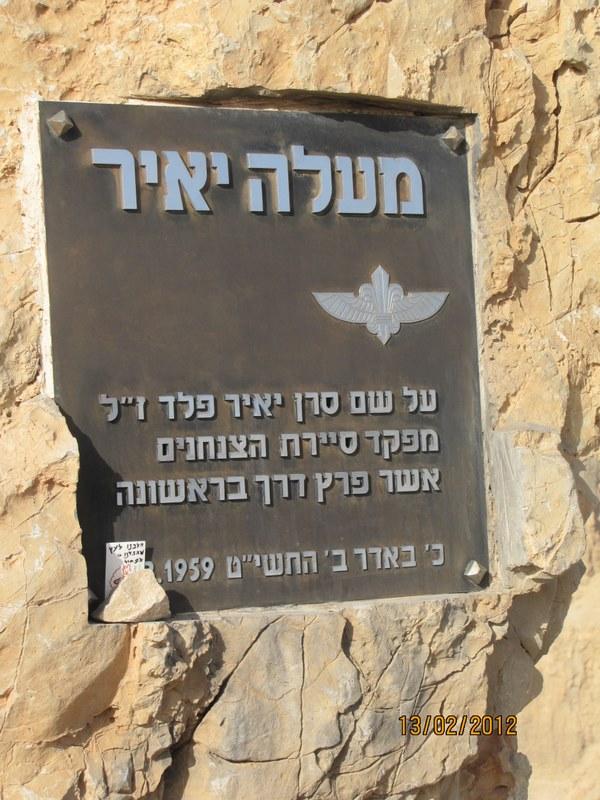 מעלה יאיר
על שם סרן יאיר פלד ז"ל
מפקד סיירת הצנחנים
אשר פרץ דרך בראשונה
כ' באדר ב' התשי"ט .1959
13/02/2012